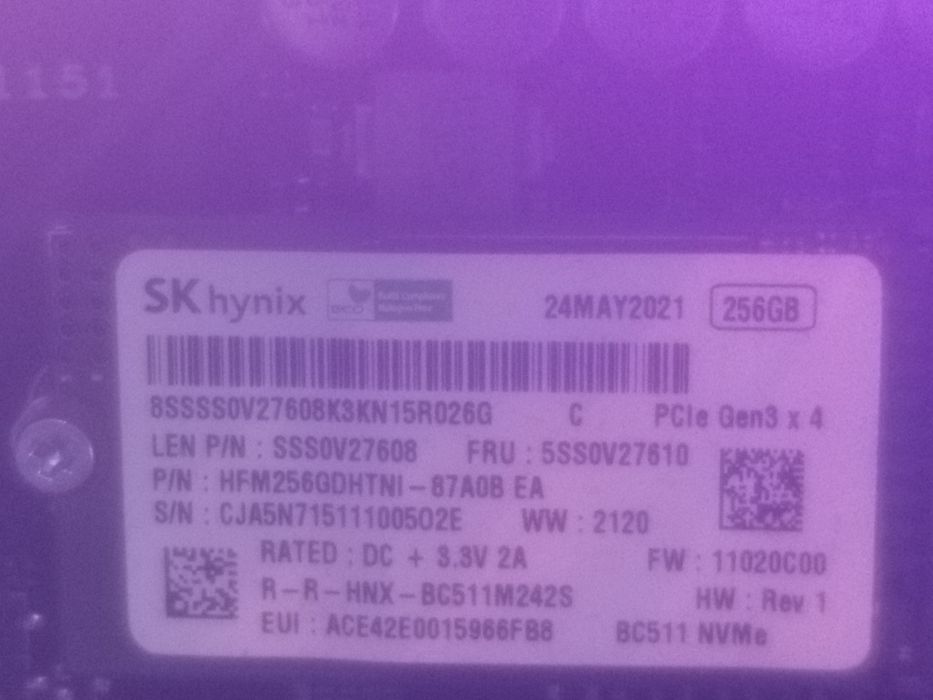 1151
SK hynix 24MAY2021 256GB
8SSSS0V27608K3KN15R026G C PCIe Gen3 x 4
LEN P/N : SSS0V27608 FRU : 5SS0V27610
P/N : HFM256GDHTNI-87A0B EA
S/N : CJA5N715111005O2E WW : 2120
RATED : DC + 3.3V 2A FW : 11020C00
R-R-HNX-BC511M242S HW : Rev 1
EUI : ACE42E0015966FB8 BC511 NVMe